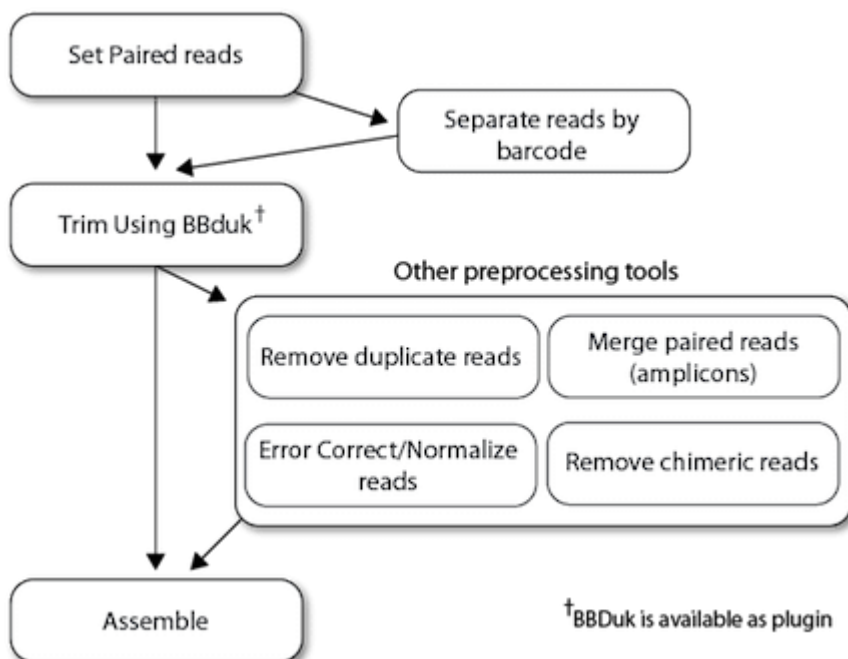 Set Paired reads
Separate reads by
barcode
Trim Using BBduk†
Other preprocessing tools
Remove duplicate reads
Merge paired reads
(amplicons)
Error Correct/Normalize
reads
Remove chimeric reads
Assemble
†BBDuk is available as plugin